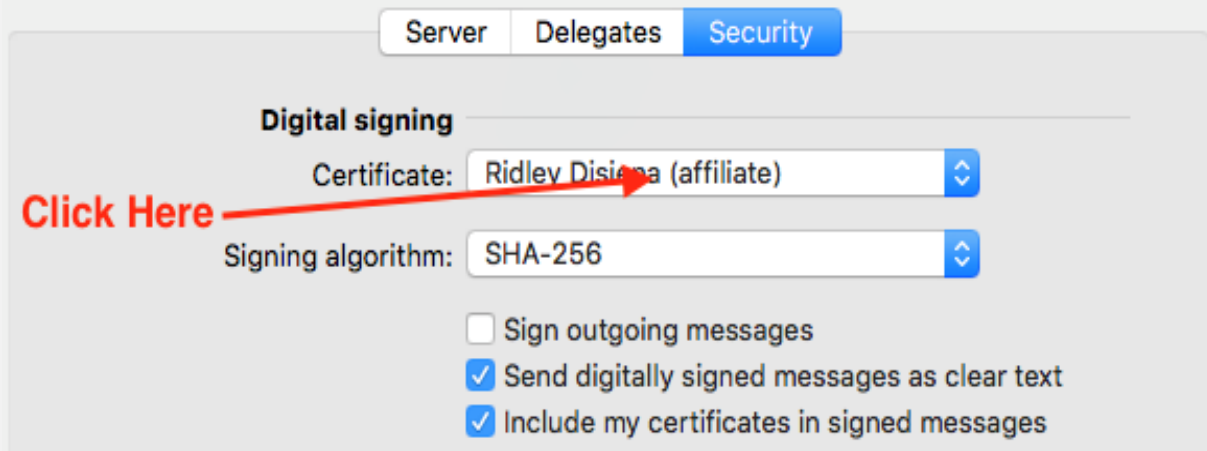 Server Delegates Security
Digital signing
Certificate: Ridley Disiena (affiliate)
Click Here
Signing algorithm: SHA-256
Sign outgoing messages
Send digitally signed messages as clear text
Include my certificates in signed messages